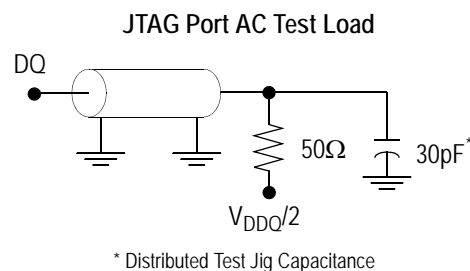 JTAG Port AC Test Load
DQ
50Ω
30pF*
VDDQ/2
* Distributed Test Jig Capacitance